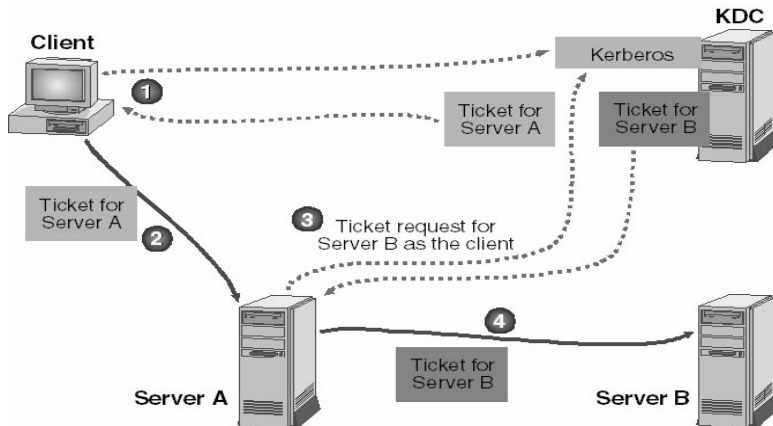 KDC
Client
Kerberos
1
Ticket for
Server A
Ticket for
Server B
Ticket for
Server A
2
3
Ticket request for
Server B as the client
4
Ticket for
Server B
Server A
Server B